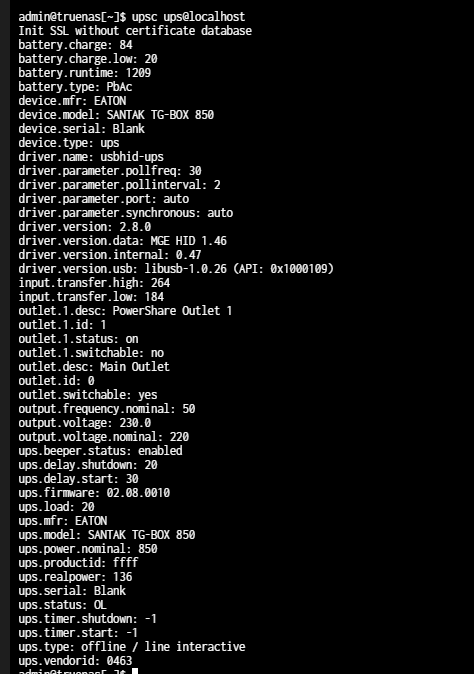 admin@truenas[~]$ upsc ups@localhost
Init SSL without certificate database
battery.charge: 84
battery.charge.low: 20
battery.runtime: 1209
battery.type: PbAc
device.mfr: EATON
device.model: SANTAK TG-BOX 850
device.serial: Blank
device.type: ups
driver.name: usbhid-ups
driver.parameter.pollfreq: 30
driver.parameter.pollinterval: 2
driver.parameter.port: auto
driver.parameter.synchronous: auto
driver.version: 2.8.0
driver.version.data: MGE HID 1.46
driver.version.internal: 0.47
driver.version.usb: libusb-1.0.26 (API: 0x1000109)
input.transfer.high: 264
input.transfer.low: 184
outlet.1.desc: PowerShare Outlet 1
outlet.1.id: 1
outlet.1.status: on
outlet.1.switchable: no
outlet.desc: Main Outlet
outlet.id: 0
outlet.switchable: yes
output.frequency.nominal: 50
output.voltage: 230.0
output.voltage.nominal: 220
ups.beeper.status: enabled
ups.delay.shutdown: 20
ups.delay.start: 30
ups.firmware: 02.08.0010
ups.load: 20
ups.mfr: EATON
ups.model: SANTAK TG-BOX 850
ups.power.nominal: 850
ups.productid: ffff
ups.realpower: 136
ups.serial: Blank
ups.status: OL
ups.timer.shutdown: -1
ups.timer.start: -1
ups.type: offline / line interactive
ups.vendorid: 0463
admin@truenas[~]$